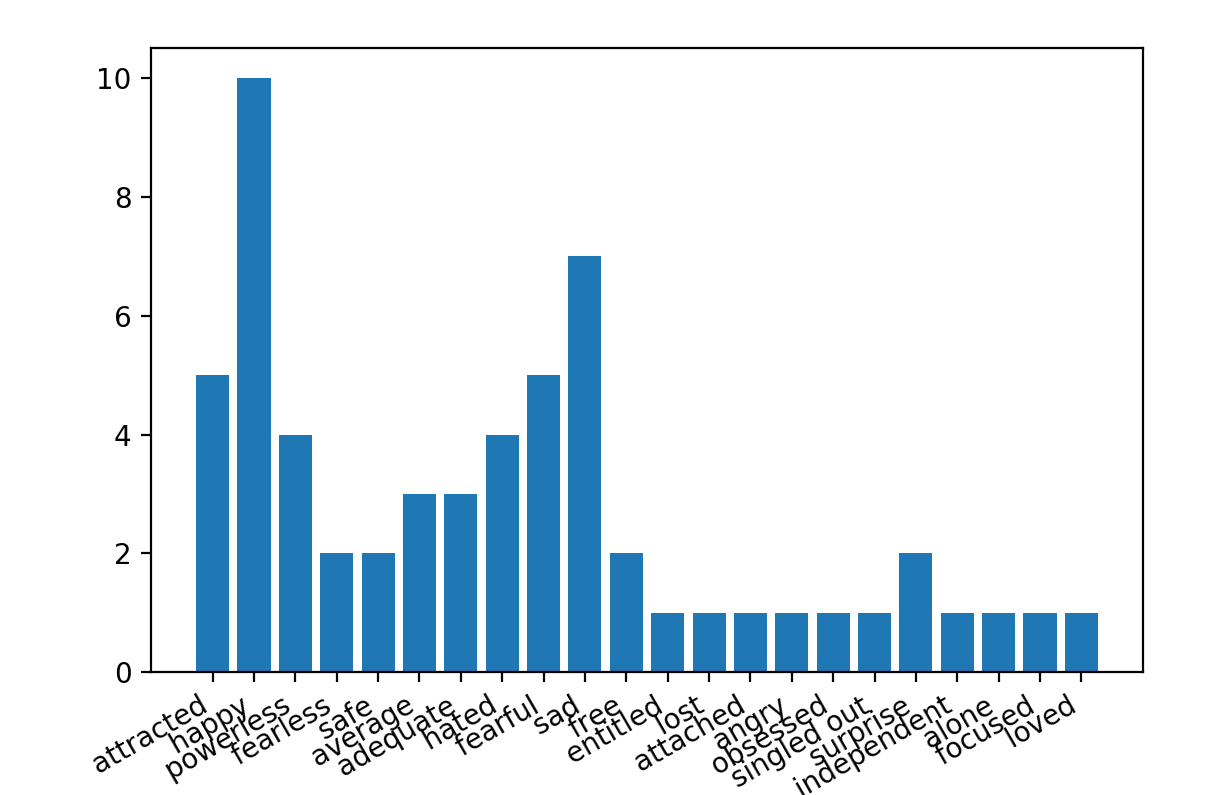 10
8
6
4
2
0
attracted
happy
powerless
fearless
safe
average
adequate
hated
fearful
sad
free
entitled
lost
attached
angry
obsessed
singled out
surprise
independent
alone
focused
loved